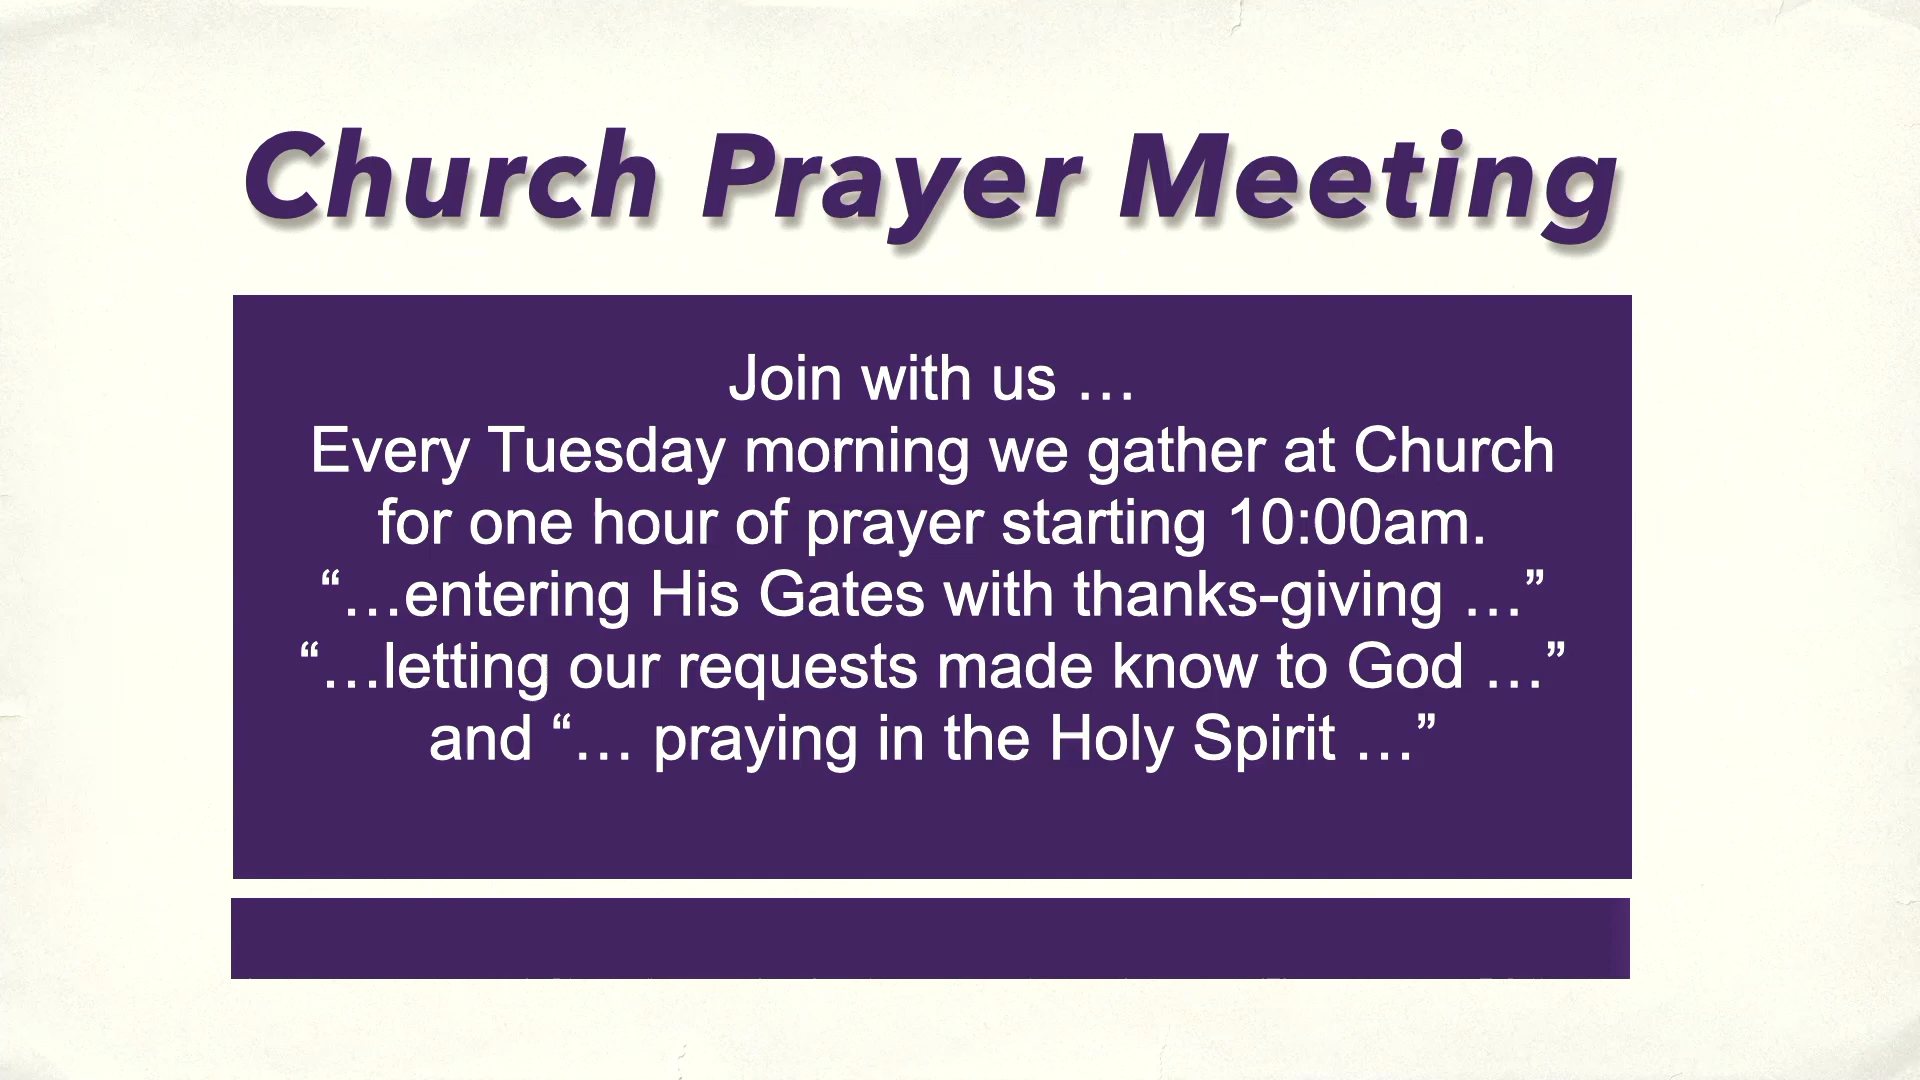 Church Prayer Meeting
Join with us …
Every Tuesday morning we gather at Church
for one hour of prayer starting 10:00am.
“…entering His Gates with thanks-giving …”
“…letting our requests made know to God …”
and “… praying in the Holy Spirit …”